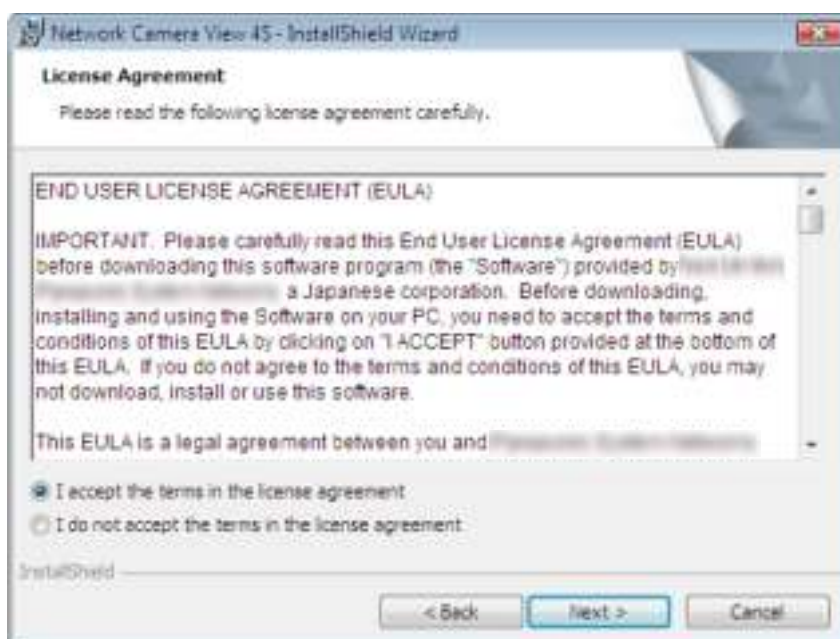 Network Camera View 4S - InstallShield Wizard
License Agreement
Please read the following license agreement carefully.
END USER LICENSE AGREEMENT (EULA)
IMPORTANT. Please carefully read this End User License Agreement (EULA)
before downloading this software program (the "Software") provided by
a Japanese corporation. Before downloading,
installing and using the Software on your PC, you need to accept the terms and
conditions of this EULA by clicking on "I ACCEPT" button provided at the bottom of
this EULA. If you do not agree to the terms and conditions of this EULA, you may
not download, install or use this software.
This EULA is a legal agreement between you and
I accept the terms in the license agreement
I do not accept the terms in the license agreement
InstallShield
< Back
Next >
Cancel